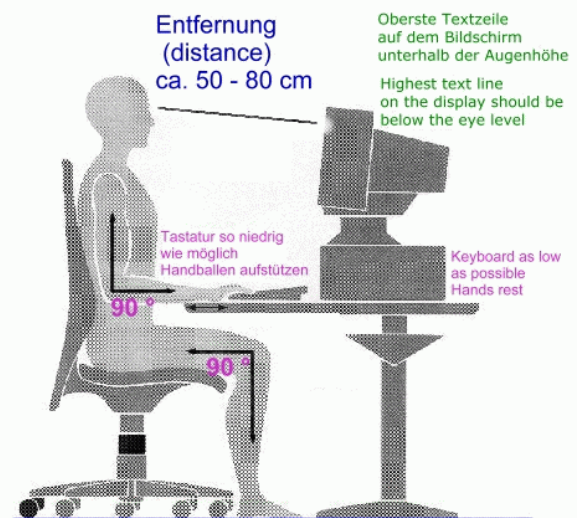 Entfernung
(distance)
ca. 50 - 80 cm
Oberste Textzeile
auf dem Bildschirm
unterhalb der Augenhöhe
Highest text line
on the display should be
below the eye level
Tastatur so niedrig
wie möglich
Handballen aufstützen
Keyboard as low
as possible
Hands rest
90 °
90 °